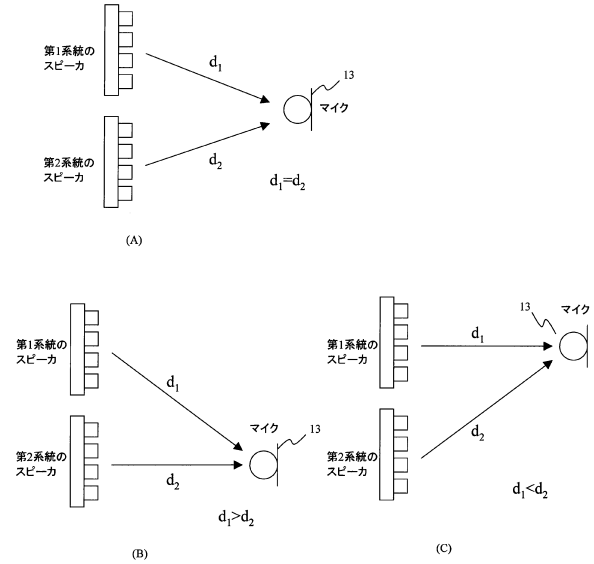 第1系統の
スピーカ
d1
13
マイク
第2系統の
スピーカ
d2
d1=d2
(A)
第1系統の
スピーカ
d1
マイク
13
第2系統の
スピーカ
d2
d1>d2
(B)
13
マイク
第1系統の
スピーカ
d1
第2系統の
スピーカ
d2
d1<d2
(C)